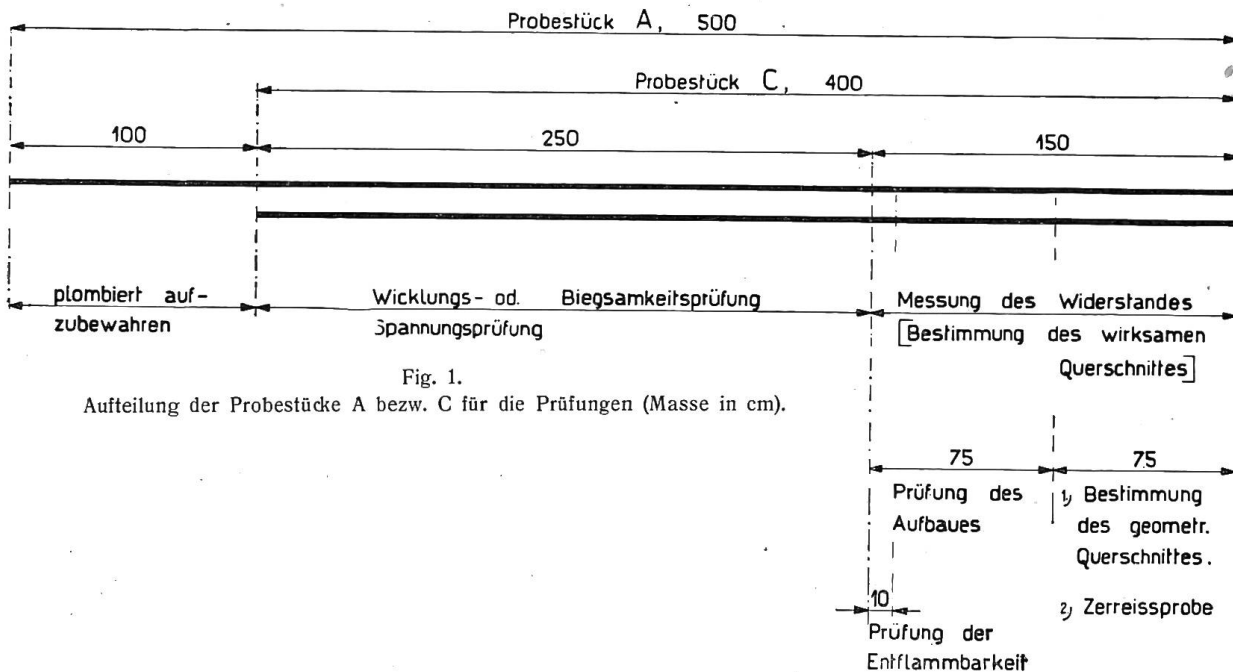 Probestück A, 500
Probestück C, 400
100
250
150
plombiert auf-
zubewahren
Wicklungs- od. Biegsamkeitsprüfung
Spannungsprüfung
Messung des Widerstandes
[Bestimmung des wirksamen
Querschnittes]
Fig. 1.
Aufteilung der Probestücke A bezw. C für die Prüfungen (Masse in cm).
75
Prüfung des
Aufbaues
75
1) Bestimmung
des geometr.
Querschnittes.
2) Zerreissprobe
10
Prüfung der
Entflammbarkeit